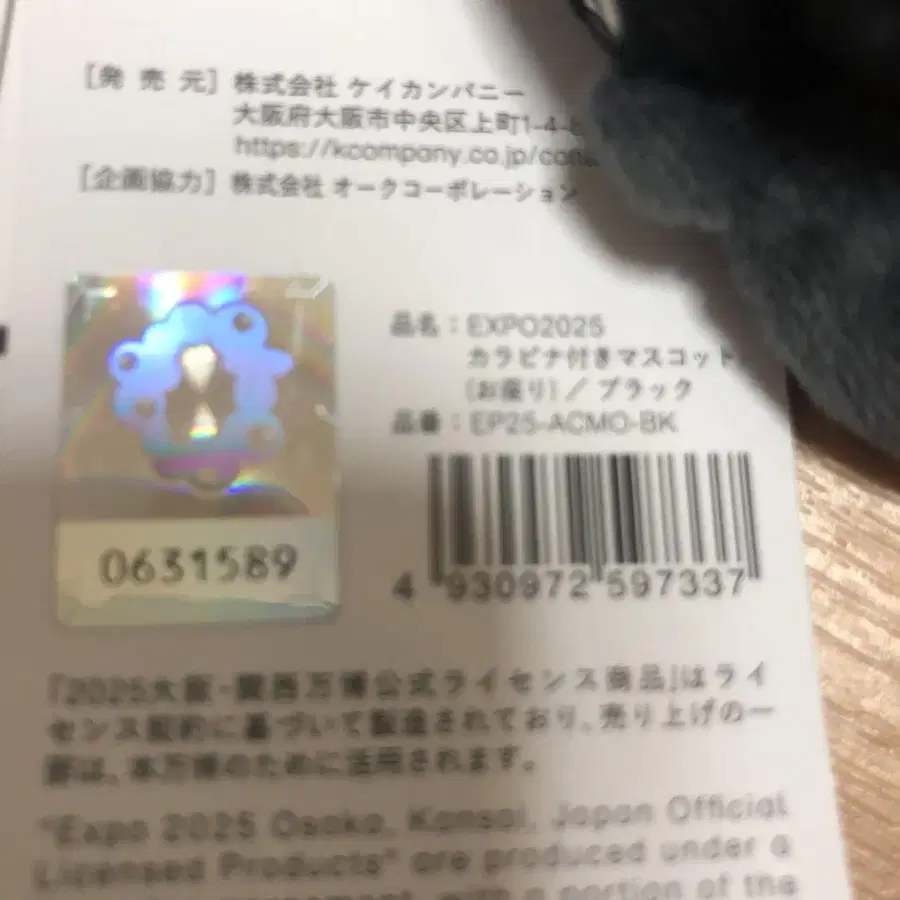 [発売元] 株式会社 ケイカンパニー
大阪府大阪市中央区上町1-4-
https://kcompany.co.jp/
[企画協力] 株式会社 オークコーポレーション
品名：EXPO2025
カラビナ付きマスコット
(お座り)／ブラック
品番：EP25-ACMO-BK
0631589
4 930972 597337
「2025大阪・関西万博公式ライセンス商品」はライ
センス契約に基づいて製造されており、売り上げの一
部は、本万博のために活用されます。
"Expo 2025 Osaka, Kansai, Japan Official
Licensed Products" are produced under a
with a portion of the